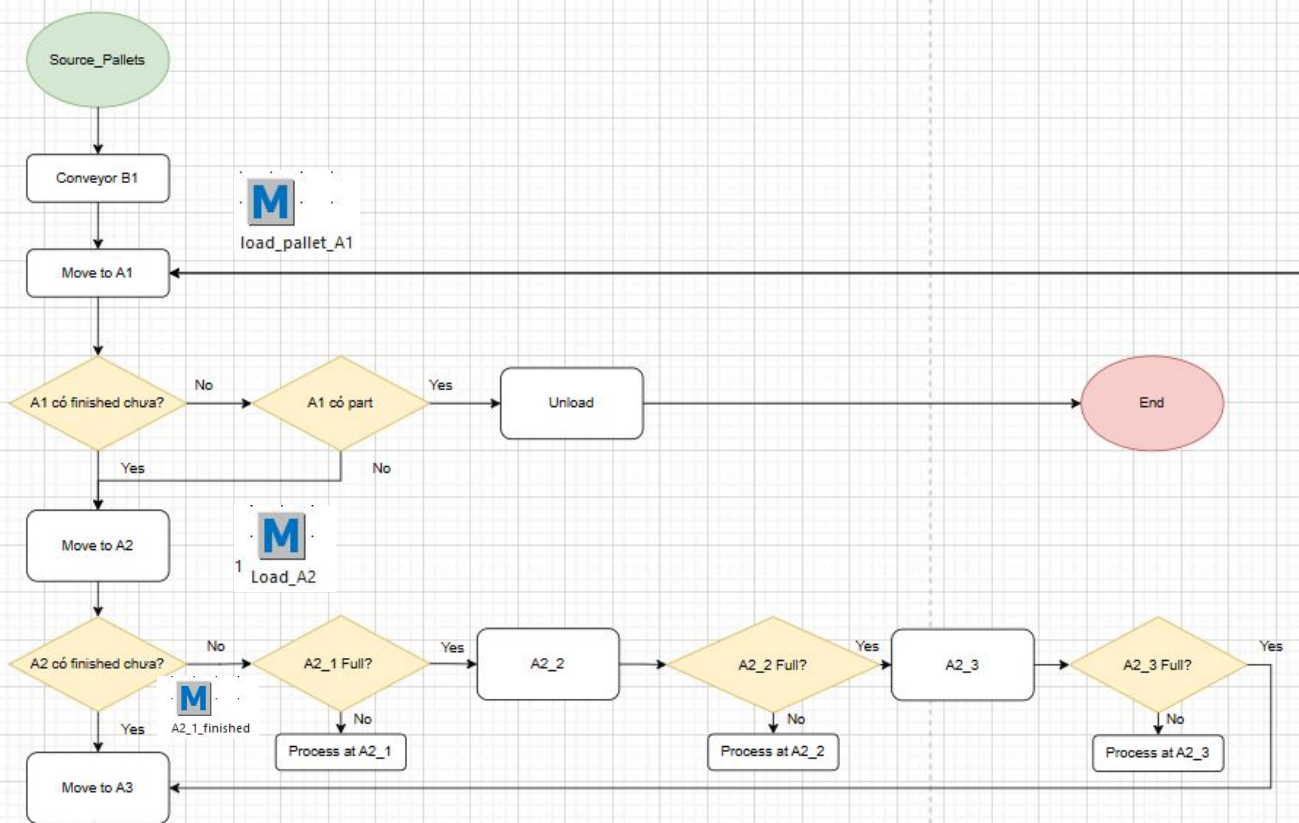 Source_Pallets
Conveyor B1
M
load_pallet_A1
Move to A1
A1 có finished chưa?
No
A1 có part
Yes
Unload
End
Yes
No
Move to A2
M
1
Load_A2
A2 có finished chưa?
No
A2_1 Full?
Yes
A2_2
A2_2 Full?
Yes
A2_3
A2_3 Full?
Yes
M
A2_1_finished
Yes
No
No
No
Process at A2_1
Process at A2_2
Process at A2_3
Move to A3